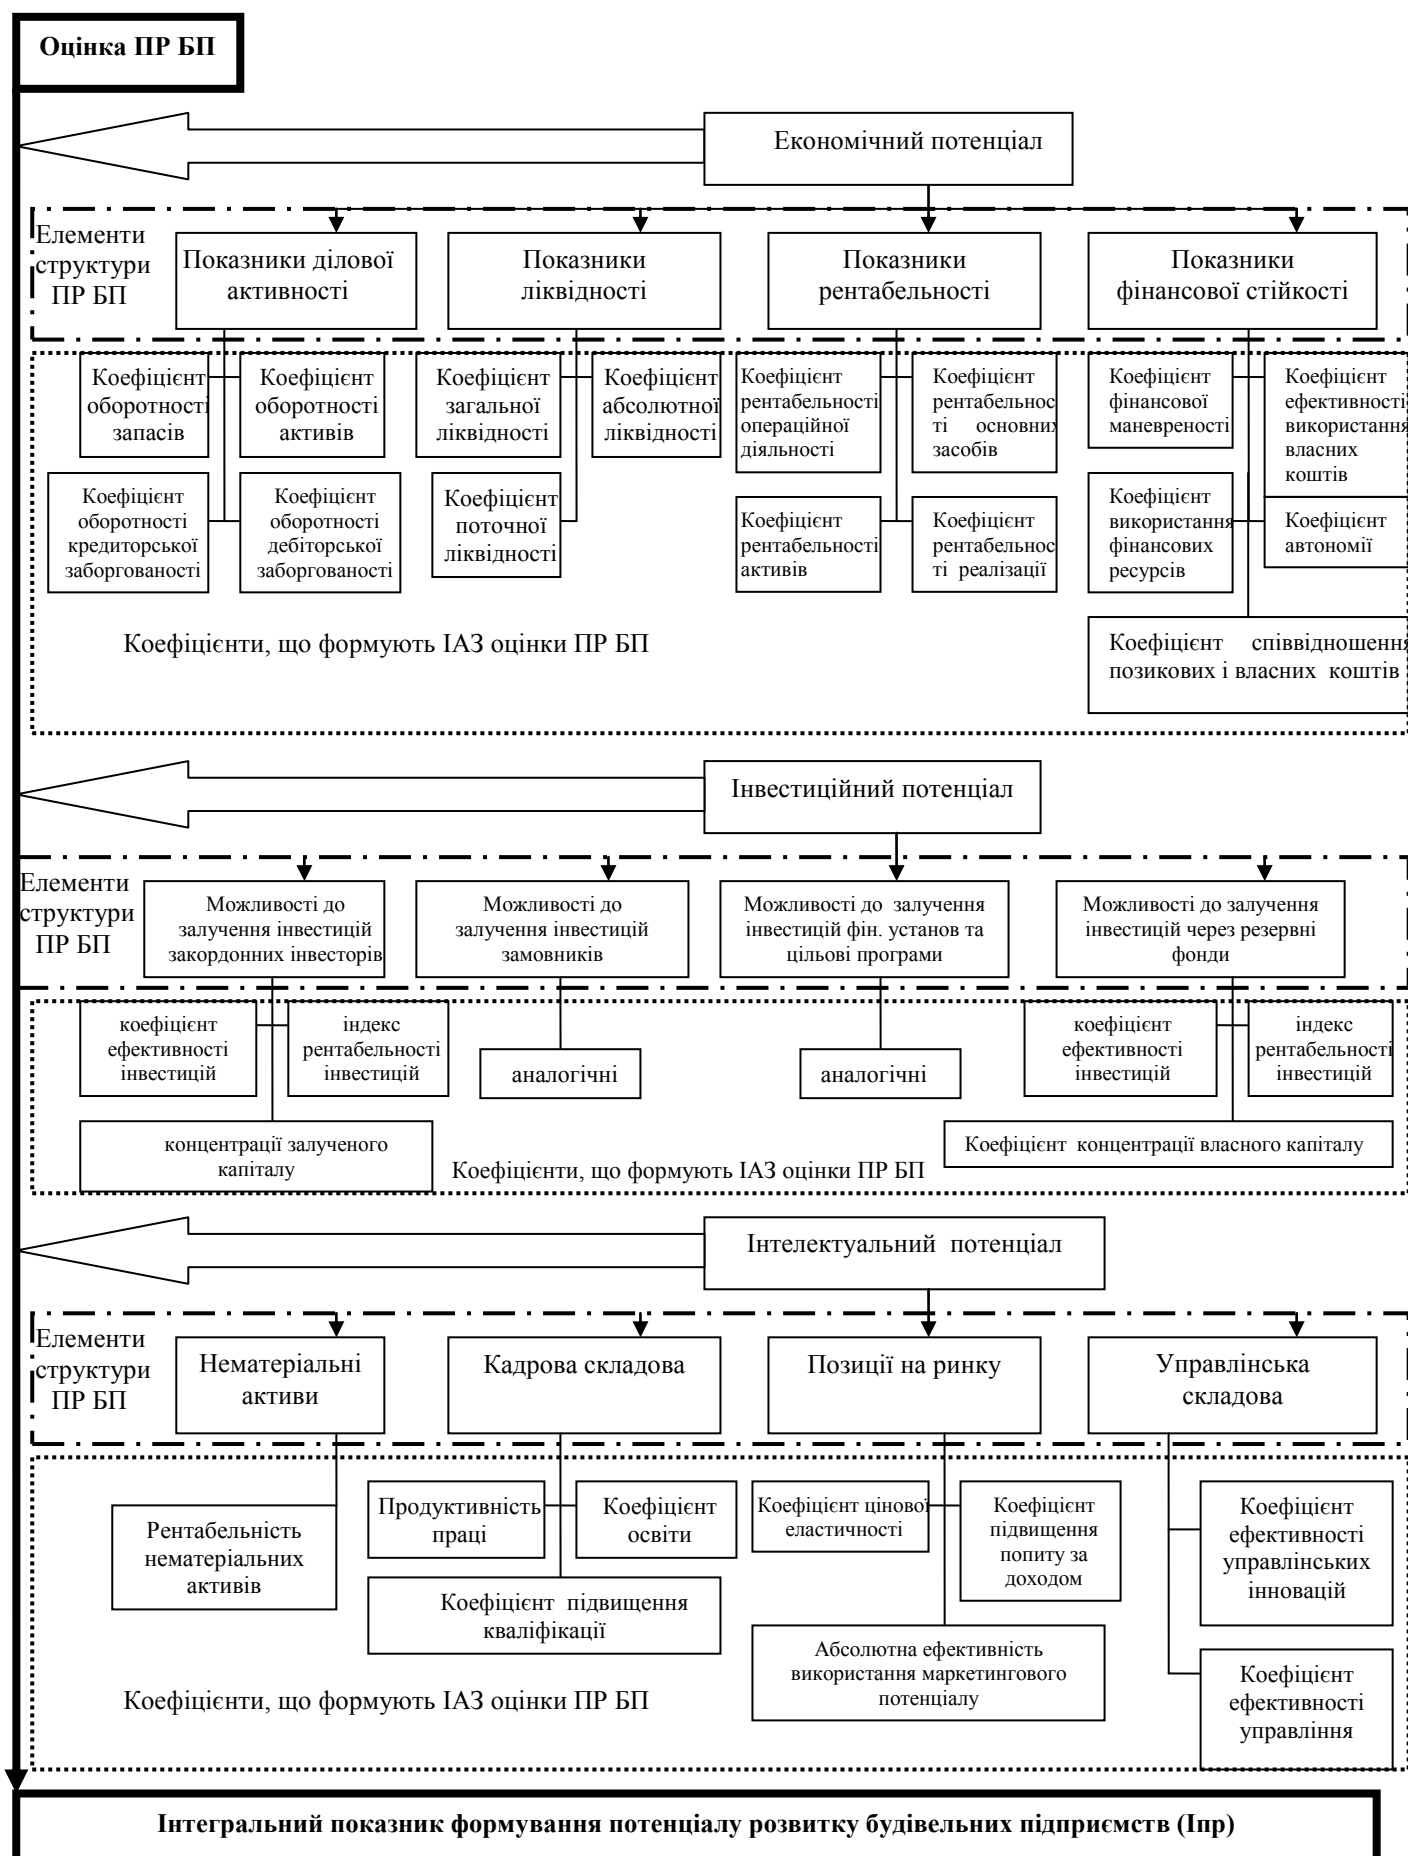 Оцінка ПР БП
Економічний потенціал
Елементи
структури
ПР БП
Показники ділової
активності
Показники
ліквідності
Показники
рентабельності
Показники
фінансової стійкості
Коефіцієнт
оборотності
запасів
Коефіцієнт
оборотності
активів
Коефіцієнт
загальної
ліквідності
Коефіцієнт
абсолютної
ліквідності
Коефіцієнт
рентабельності
операційної
діяльності
Коефіцієнт
рентабельнос
ті основних
засобів
Коефіцієнт
фінансової
маневреності
Коефіцієнт
ефективності
використання
власних
коштів
Коефіцієнт
оборотності
кредиторської
заборгованості
Коефіцієнт
оборотності
дебіторської
заборгованості
Коефіцієнт
поточної
ліквідності
Коефіцієнт
рентабельності
активів
Коефіцієнт
рентабельнос
ті реалізації
Коефіцієнт
використання
фінансових
ресурсів
Коефіцієнт
автономії
Коефіцієнти, що формують ІАЗ оцінки ПР БП
Коефіцієнт співвідношення
позикових і власних коштів
Інвестиційний потенціал
Елементи
структури
ПР БП
Можливості до
залучення інвестицій
закордонних інвесторів
Можливості до
залучення інвестицій
замовників
Можливості до залучення
інвестицій фін. установ та
цільові програми
Можливості до залучення
інвестицій через резервні
фонди
коефіцієнт
ефективності
інвестицій
індекс
рентабельності
інвестицій
аналогічні
аналогічні
коефіцієнт
ефективності
інвестицій
індекс
рентабельності
інвестицій
концентрації залученого
капіталу
Коефіцієнт концентрації власного капіталу
Коефіцієнти, що формують ІАЗ оцінки ПР БП
Інтелектуальний потенціал
Елементи
структури
ПР БП
Нематеріальні
активи
Кадрова складова
Позиції на ринку
Управлінська
складова
Рентабельність
нематеріальних
активів
Продуктивність
праці
Коефіцієнт
освіти
Коефіцієнт підвищення
кваліфікації
Коефіцієнт цінової
еластичності
Коефіцієнт
підвищення
попиту за
доходом
Абсолютна ефективність
використання маркетингового
потенціалу
Коефіцієнт
ефективності
управлінських
інновацій
Коефіцієнт
ефективності
управління
Коефіцієнти, що формують ІАЗ оцінки ПР БП
Інтегральний показник формування потенціалу розвитку будівельних підприємств (Іпр)